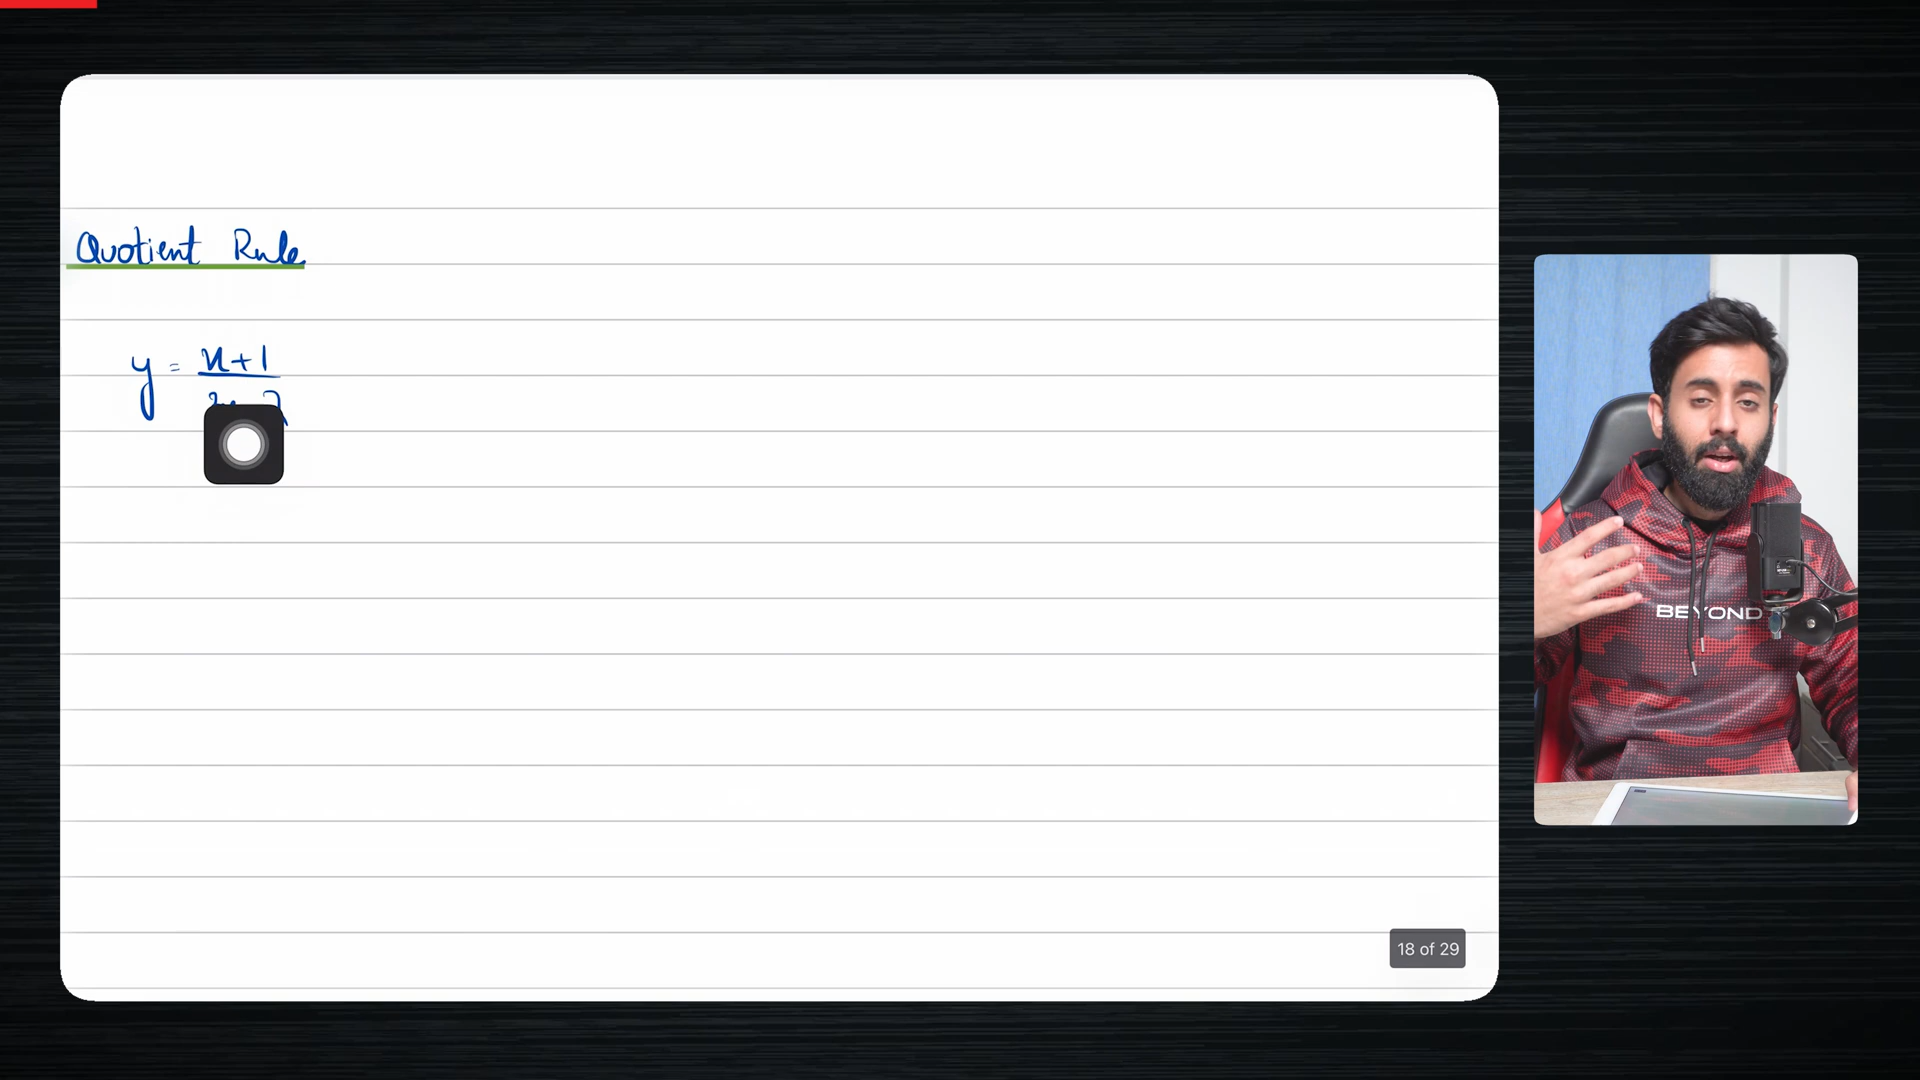 Quotient Rule
y = x+1
BEYOND
18 of 29